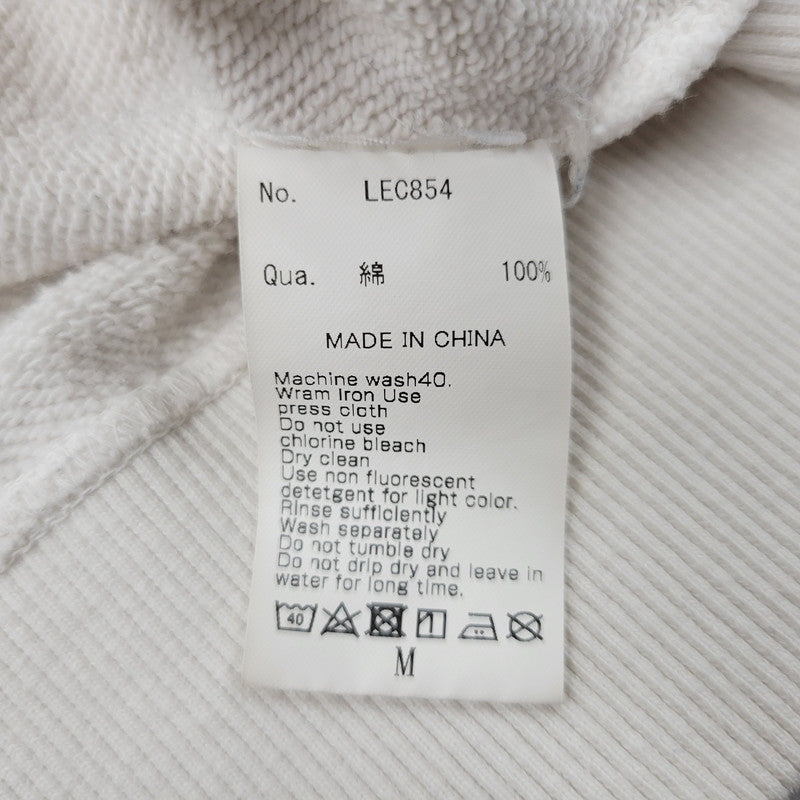 No. LEC854
Qua. 綿 100%
MADE IN CHINA
Machine wash40.
Wram Iron Use
press cloth
Do not use
chlorine bleach
Dry clean
Use non fluorescent
detetgent for light color.
Rinse sufficiently
Wash separately
Do not tumble dry
Do not drip dry and leave in
water for long time.
40
M